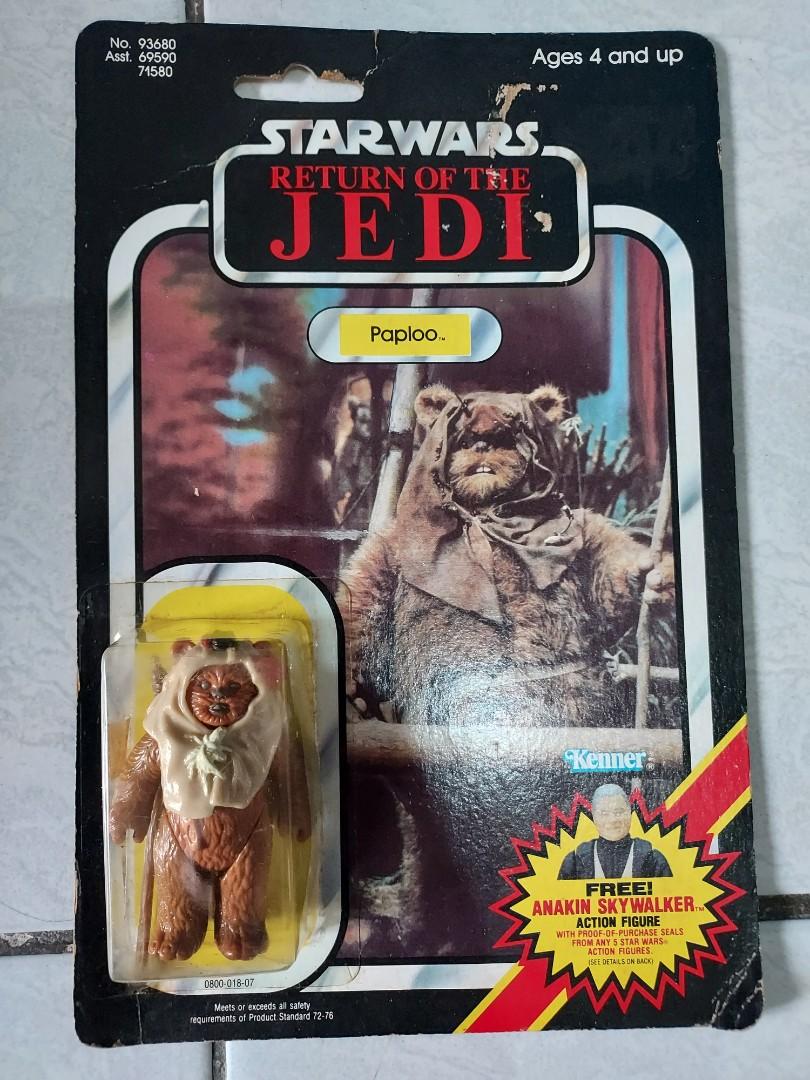 No. 93680
Asst. 69590
71580
Ages 4 and up
STAR WARS
RETURN OF THE
JEDI
Paploo™
Kenner®
FREE!
ANAKIN SKYWALKER™
ACTION FIGURE
WITH PROOF-OF-PURCHASE SEALS
FROM ANY 5 STAR WARS®
ACTION FIGURES.
(SEE DETAILS ON BACK)
0800-018-07
Meets or exceeds all safety
requirements of Product Standard 72-76